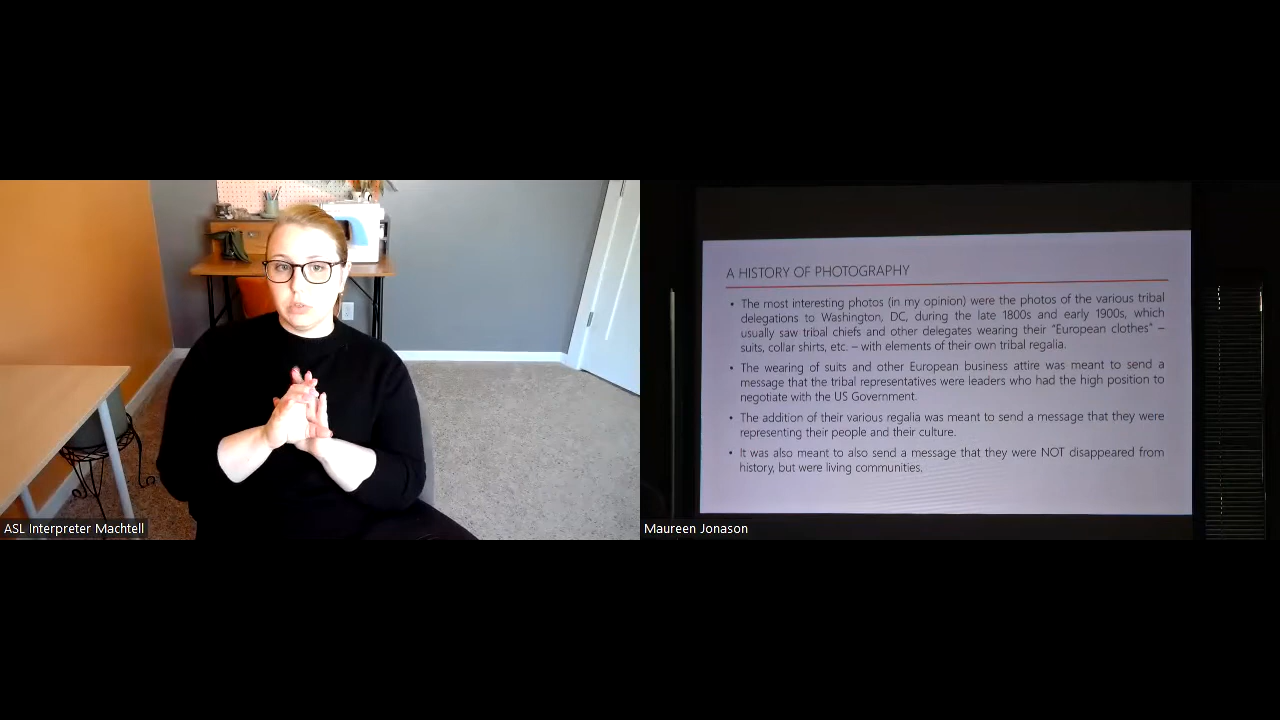 A HISTORY OF PHOTOGRAPHY
• The most interesting photos (in my opinion) were the photos of the various tribal
delegations to Washington, DC, during the late 1800s and early 1900s, which
usually saw tribal chiefs and other delegates wearing their “European clothes” –
suits, collar shirts, etc. – with elements of their own tribal regalia.
• The wearing of suits and other European business attire was meant to send a
message that the tribal representatives were leaders who had the high position to
negotiate with the US Government.
• The addition of their various regalia was meant to send a message that they were
representing their people and their culture.
• It was also meant to also send a message that they were NOT disappeared from
history, but were living communities.
ASL Interpreter Machtell
Maureen Jonason